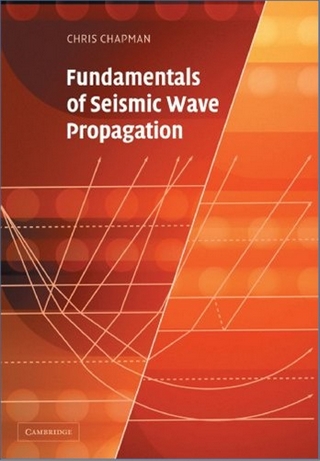 CHRIS CHAPMAN
Fundamentals
of Seismic Wave
Propagation
CAMBRIDGE